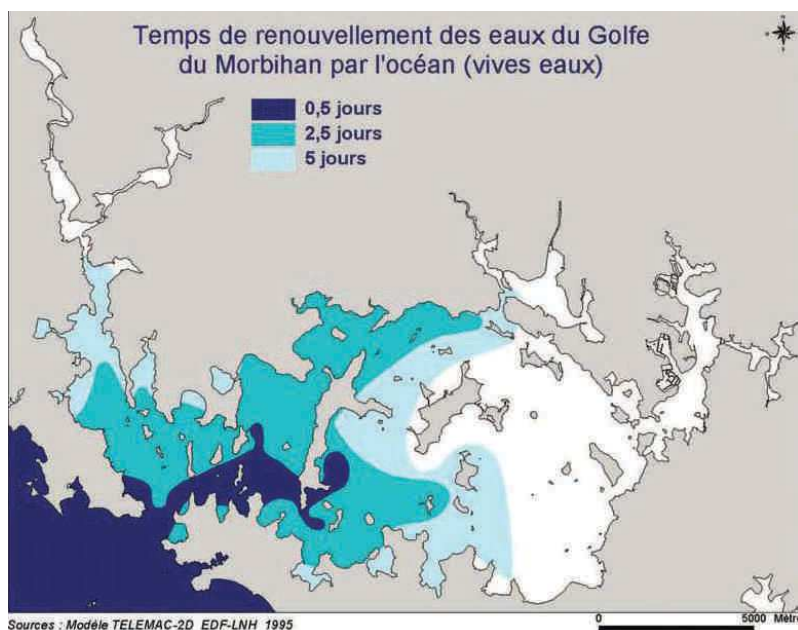 Temps de renouvellement des eaux du Golfe
du Morbihan par l'océan (vives eaux)
0,5 jours
2,5 jours
5 jours
Sources : Modèle TELEMAC-2D EDF-LNH 1995
0 5000 Mètre